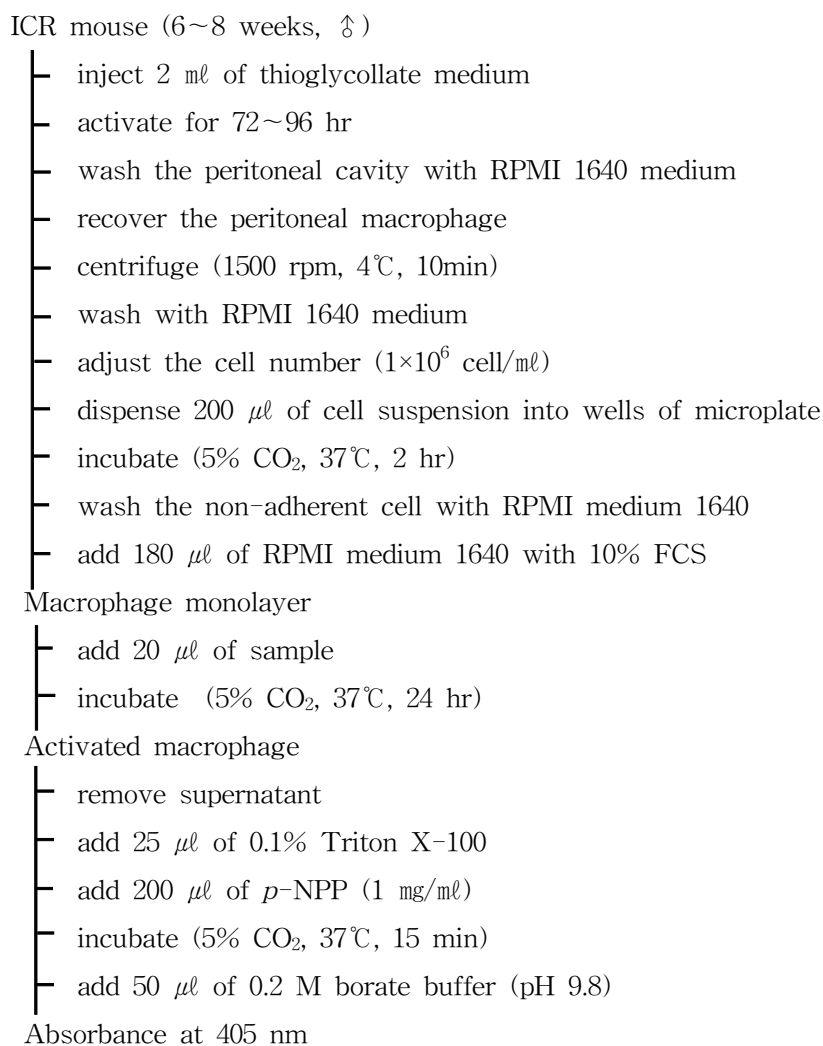 ICR mouse (6~8 weeks, ♂)
inject 2 ㎖ of thioglycollate medium
activate for 72~96 hr
wash the peritoneal cavity with RPMI 1640 medium
recover the peritoneal macrophage
centrifuge (1500 rpm, 4℃, 10min)
wash with RPMI 1640 medium
adjust the cell number (1×10⁶ cell/㎖)
dispense 200 ㎕ of cell suspension into wells of microplate
incubate (5% CO₂, 37℃, 2 hr)
wash the non-adherent cell with RPMI medium 1640
add 180 ㎕ of RPMI medium 1640 with 10% FCS
Macrophage monolayer
add 20 ㎕ of sample
incubate (5% CO₂, 37℃, 24 hr)
Activated macrophage
remove supernatant
add 25 ㎕ of 0.1% Triton X-100
add 200 ㎕ of p-NPP (1 ㎎/㎖)
incubate (5% CO₂, 37℃, 15 min)
add 50 ㎕ of 0.2 M borate buffer (pH 9.8)
Absorbance at 405 nm